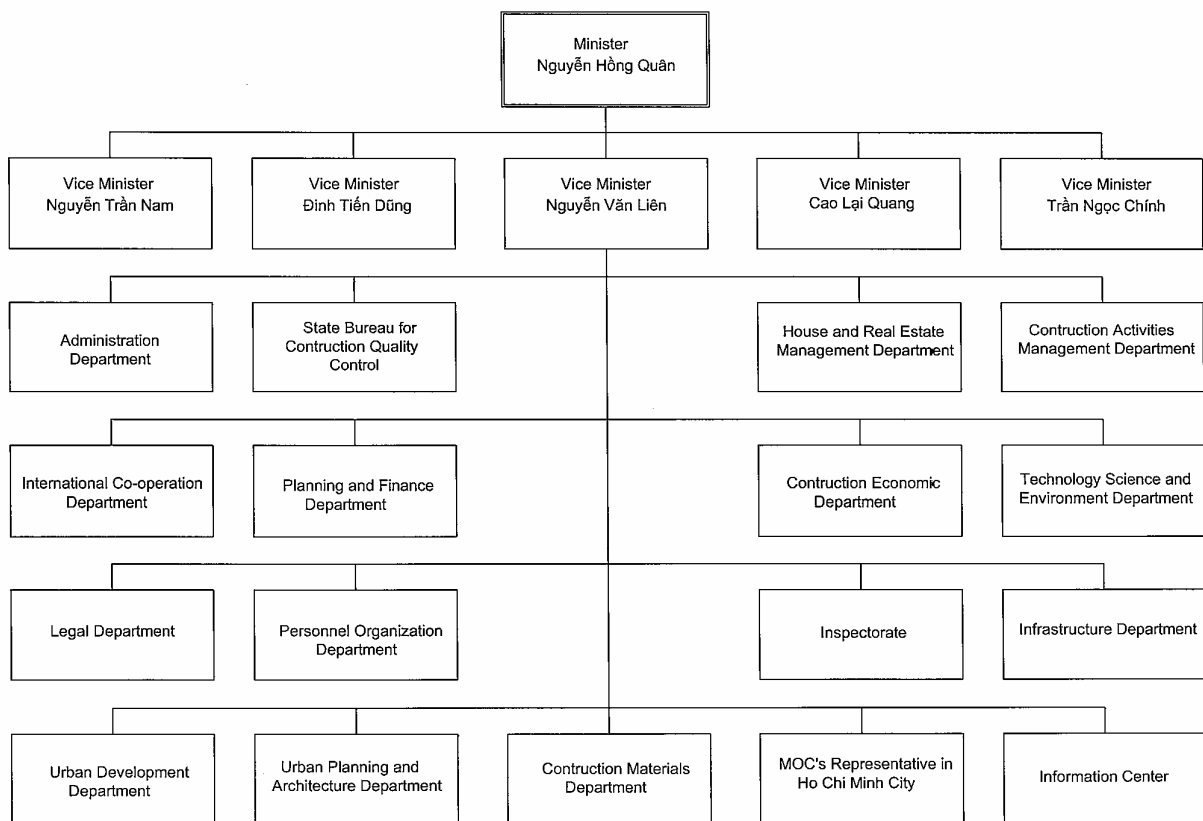 Minister
Nguyễn Hồng Quân
Vice Minister
Nguyễn Trần Nam
Vice Minister
Đinh Tiến Dũng
Vice Minister
Nguyễn Văn Liên
Vice Minister
Cao Lại Quang
Vice Minister
Trần Ngọc Chính
Administration
Department
State Bureau for
Contruction Quality
Control
House and Real Estate
Management Department
Contruction Activities
Management Department
International Co-operation
Department
Planning and Finance
Department
Contruction Economic
Department
Technology Science and
Environment Department
Legal Department
Personnel Organization
Department
Inspectorate
Infrastructure Department
Urban Development
Department
Urban Planning and
Architecture Department
Contruction Materials
Department
MOC's Representative in
Ho Chi Minh City
Information Center